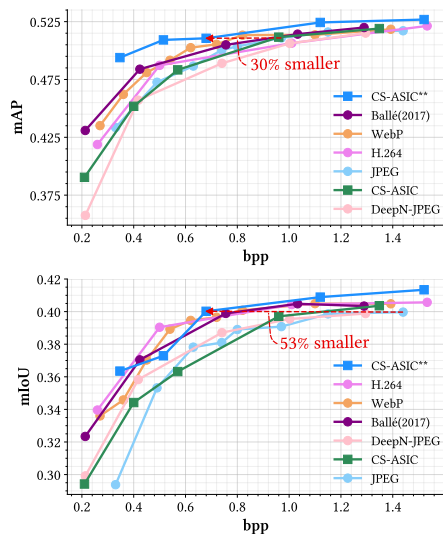 0.525
0.475
0.425
0.375
mAP
30% smaller
CS-ASIC**
Ballé(2017)
WebP
H.264
JPEG
CS-ASIC
DeepN-JPEG
0.2 0.4 0.6 0.8 1.0 1.2 1.4
bpp
0.42
0.40
0.38
0.36
0.34
0.32
0.30
mIoU
53% smaller
CS-ASIC**
H.264
WebP
Ballé(2017)
DeepN-JPEG
CS-ASIC
JPEG
0.2 0.4 0.6 0.8 1.0 1.2 1.4
bpp